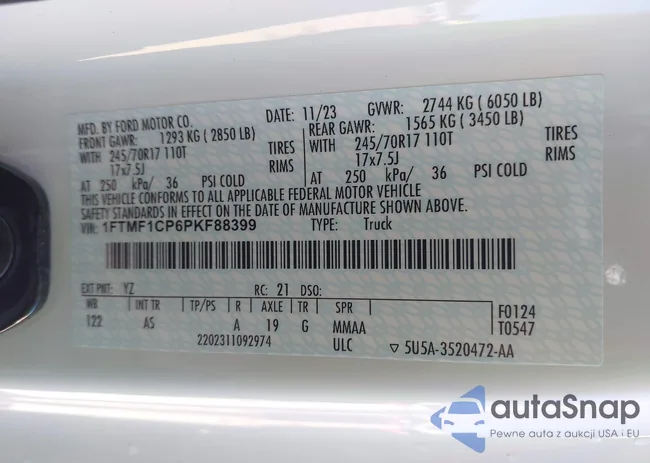 MFD. BY FORD MOTOR CO. DATE: 11/23 GVWR: 2744 KG ( 6050 LB)
FRONT GAWR: 1293 KG ( 2850 LB) REAR GAWR: 1565 KG ( 3450 LB)
WITH 245/70R17 110T TIRES WITH 245/70R17 110T TIRES
17x7.5J RIMS 17x7.5J RIMS
AT 250 kPa/ 36 PSI COLD AT 250 kPa/ 36 PSI COLD
THIS VEHICLE CONFORMS TO ALL APPLICABLE FEDERAL MOTOR VEHICLE
SAFETY STANDARDS IN EFFECT ON THE DATE OF MANUFACTURE SHOWN ABOVE.
VIN: 1FTMF1CP6PKF88399 TYPE: Truck
EXT PNT: YZ RC: 21 DSO:
WB INT TR TP/PS R AXLE TR SPR F0124
122 AS A 19 G MMAA T0547
2202311092974 ULC ▽ 5U5A-3520472-AA
autaSnap
Pewne auta z aukcji USA i EU